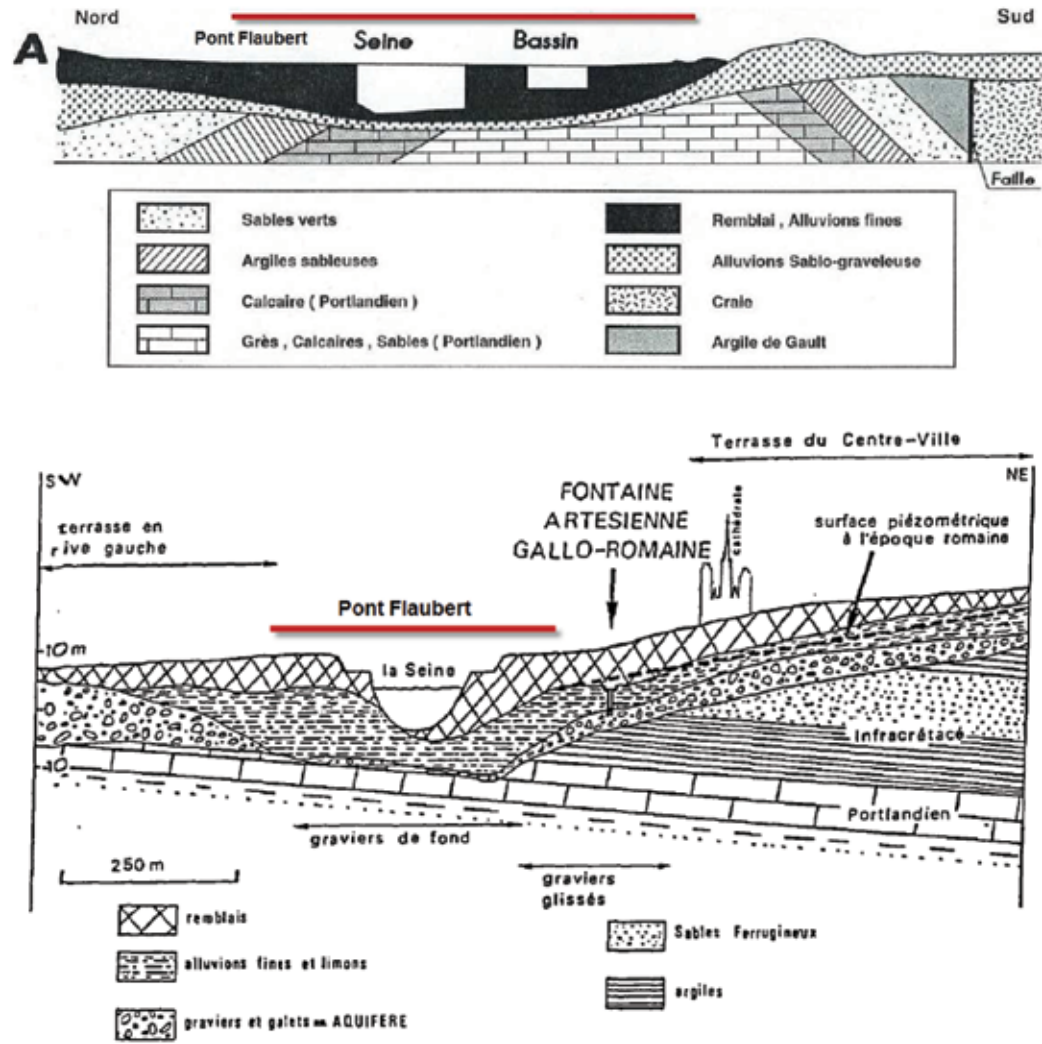 Nord
Sud
A
Pont Flaubert
Seine
Bassin
Faille
Sables verts
Argiles sableuses
Calcaire ( Portlandien )
Grès , Calcaires , Sables ( Portlandien )
Remblai , Alluvions fines
Alluvions Sablo-graveleuse
Craie
Argile de Gault
Terrasse du Centre-Ville
SW
NE
terrasse en
rive gauche
FONTAINE
ARTESIENNE
GALLO-ROMAINE
cathédrale
surface piézométrique
à l'époque romaine
Pont Flaubert
10 m
la Seine
0
-10
Infracrétacé
Portlandien
graviers de fond
250 m
graviers
glissés
remblais
alluvions fines et limons
graviers et galets = AQUIFERE
Sables Ferrugineux
argiles